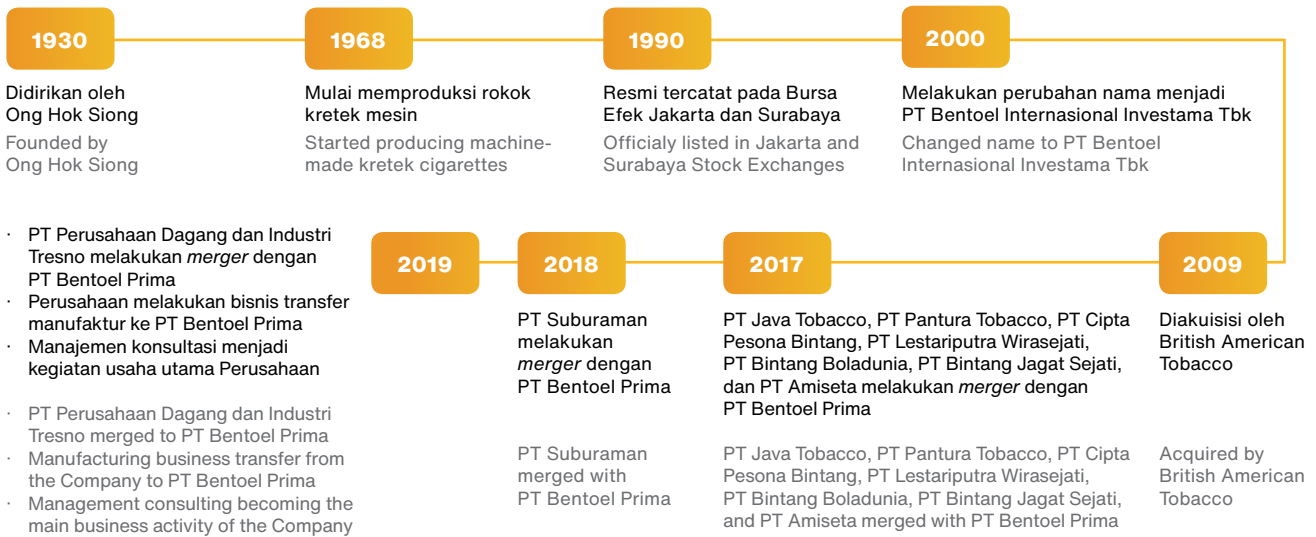 1930
Didirikan oleh
Ong Hok Siong
Founded by
Ong Hok Siong
1968
Mulai memproduksi rokok
kretek mesin
Started producing machine-
made kretek cigarettes
1990
Resmi tercatat pada Bursa
Efek Jakarta dan Surabaya
Officialy listed in Jakarta and
Surabaya Stock Exchanges
2000
Melakukan perubahan nama menjadi
PT Bentoel Internasional Investama Tbk
Changed name to PT Bentoel
Internasional Investama Tbk
2009
Diakuisisi oleh
British American
Tobacco
Acquired by
British American
Tobacco
2017
PT Java Tobacco, PT Pantura Tobacco, PT Cipta
Pesona Bintang, PT Lestariputra Wirasejati,
PT Bintang Boladunia, PT Bintang Jagat Sejati,
dan PT Amiseta melakukan merger dengan
PT Bentoel Prima
PT Java Tobacco, PT Pantura Tobacco, PT Cipta
Pesona Bintang, PT Lestariputra Wirasejati,
PT Bintang Boladunia, PT Bintang Jagat Sejati,
and PT Amiseta merged with PT Bentoel Prima
2018
PT Suburaman
melakukan
merger dengan
PT Bentoel Prima
PT Suburaman
merged with
PT Bentoel Prima
2019
· PT Perusahaan Dagang dan Industri
Tresno melakukan merger dengan
PT Bentoel Prima
· Perusahaan melakukan bisnis transfer
manufaktur ke PT Bentoel Prima
· Manajemen konsultasi menjadi
kegiatan usaha utama Perusahaan
· PT Perusahaan Dagang dan Industri
Tresno merged to PT Bentoel Prima
· Manufacturing business transfer from
the Company to PT Bentoel Prima
· Management consulting becoming the
main business activity of the Company